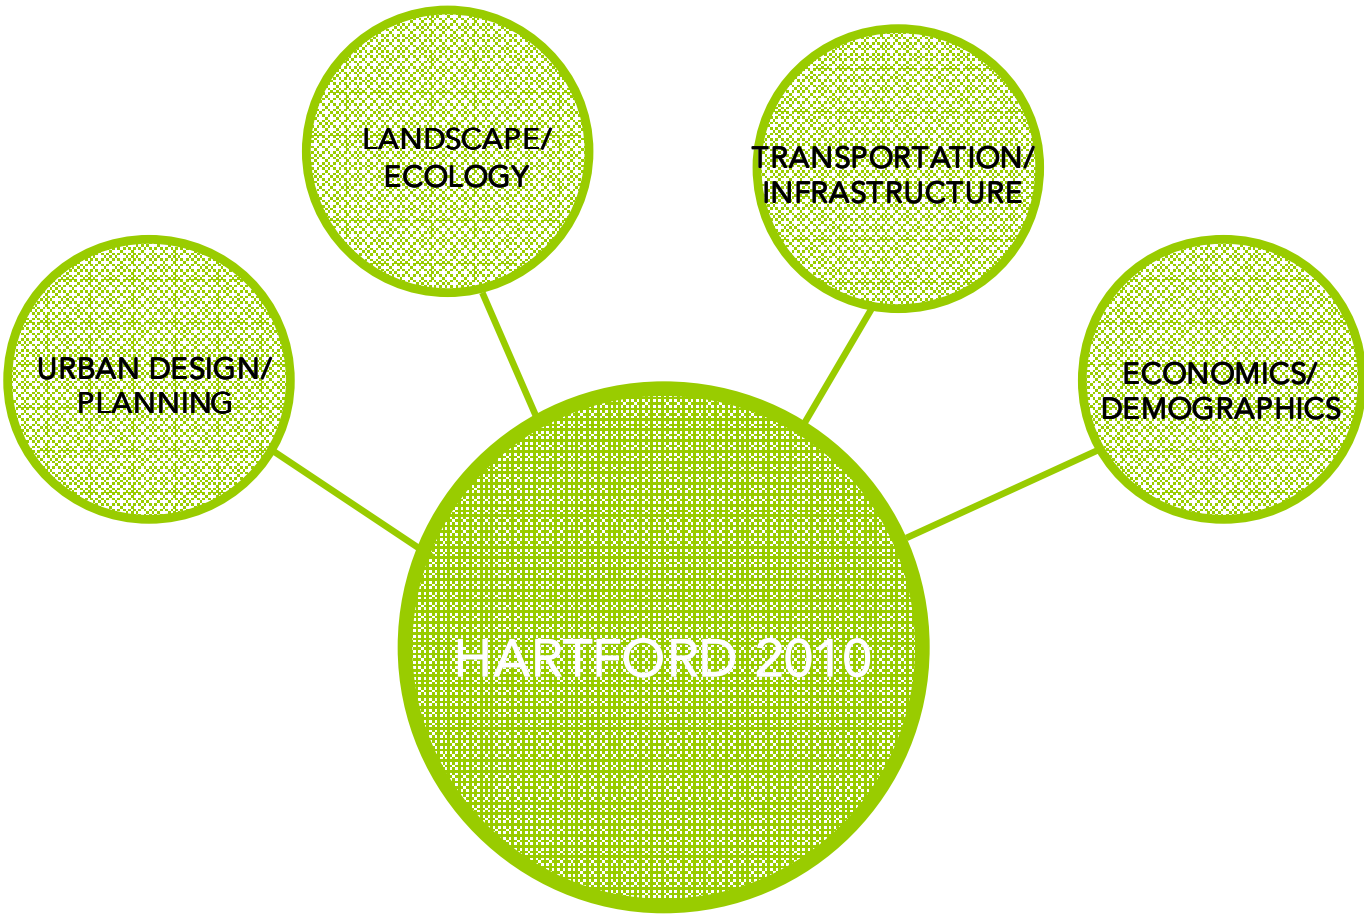 LANDSCAPE/
ECOLOGY
TRANSPORTATION/
INFRASTRUCTURE
URBAN DESIGN/
PLANNING
ECONOMICS/
DEMOGRAPHICS
HARTFORD 2010